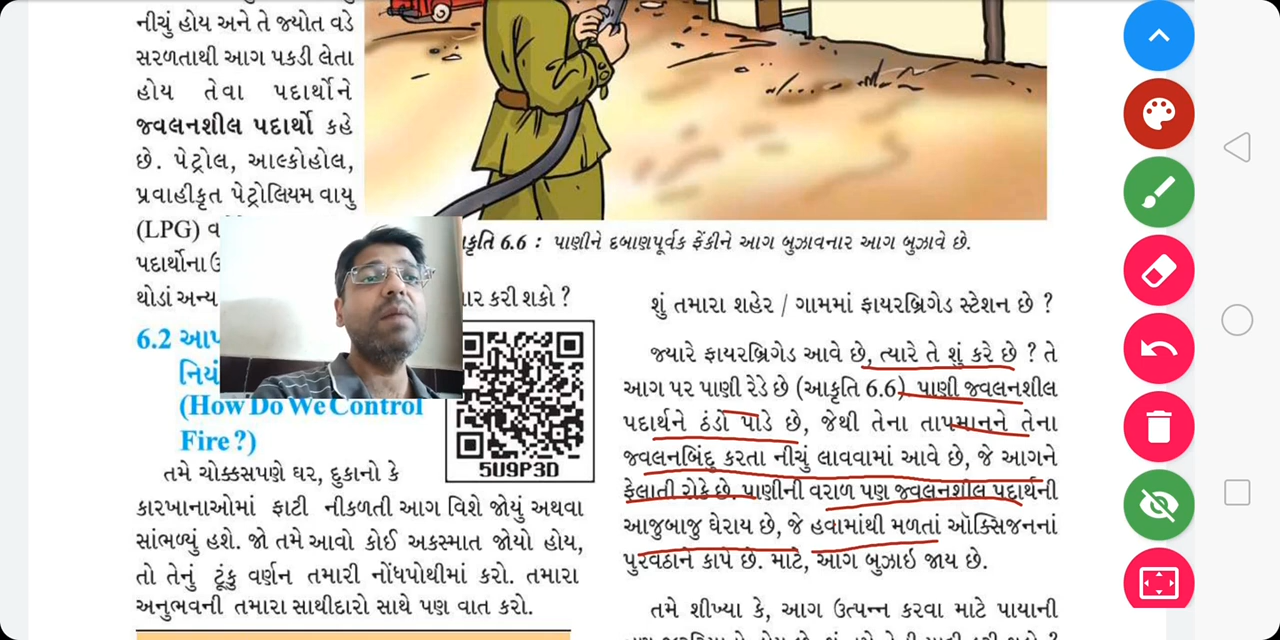 નીચું હોય અને તે જ્યોત વડે
સરળતાથી આગ પકડી લેતા
હોય તેવા પદાર્થોને
જ્વલનશીલ પદાર્થો કહે
છે. પેટ્રોલ, આલ્કોહોલ,
પ્રવાહીકૃત પેટ્રોલિયમ વાયુ
(LPG)
પદાર્થોના
થોડાં અન્ય
કરી શકો ?
6.2
(How Do We Control
Fire ?)
5U9P3D
તમે ચોક્કસપણે ઘર, દુકાનો કે
કારખાનાઓમાં ફાટી નીકળતી આગ વિશે જોયું અથવા
સાંભળ્યું હશે. જો તમે આવો કોઈ અકસ્માત જોયો હોય,
તો તેનું ટૂંકુ વર્ણન તમારી નોંધપોથીમાં કરો. તમારા
અનુભવની તમારા સાથીદારો સાથે પણ વાત કરો.
6.6 : પાણીને દબાણપૂર્વક ફેંકીને આગ બુઝાવનાર આગ બુઝાવે છે.
શું તમારા શહેર / ગામમાં ફાયરબ્રિગેડ સ્ટેશન છે ?
જ્યારે ફાયરબ્રિગેડ આવે છે, ત્યારે તે શું કરે છે ? તે
આગ પર પાણી રેડે છે (આકૃતિ 6.6). પાણી જ્વલનશીલ
પદાર્થને ઠંડો પાડે છે, જેથી તેના તાપમાનને તેના
જ્વલનબિંદુ કરતા નીચું લાવવામાં આવે છે, જે આગને
ફેલાતી રોકે છે. પાણીની વરાળ પણ જ્વલનશીલ પદાર્થની
આજુબાજુ ઘેરાય છે, જે હવામાંથી મળતાં ઑક્સિજનનાં
પુરવઠાને કાપે છે. માટે, આગ બુઝાઇ જાય છે.
તમે શીખ્યા કે, આગ ઉત્પન્ન કરવા માટે પાયાની